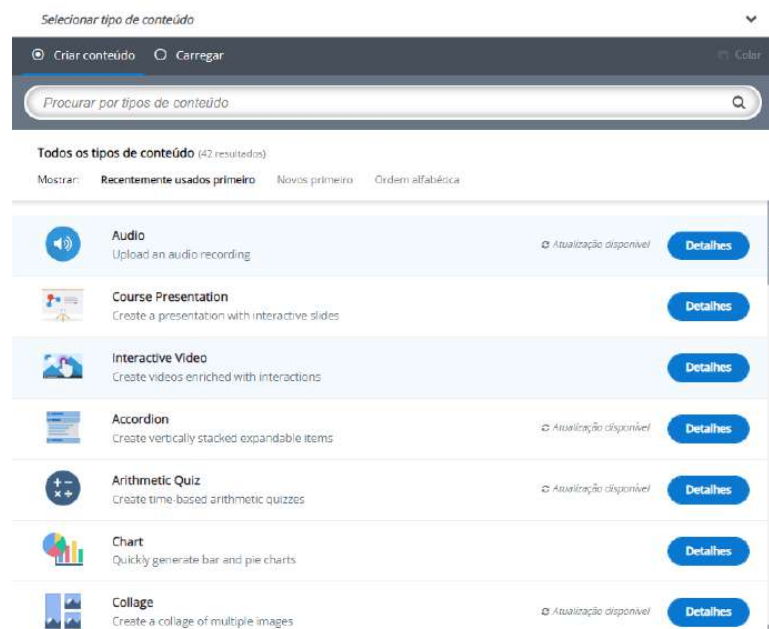 Selecionar tipo de conteúdo
Criar conteúdo Carregar Colar
Procurar por tipos de conteúdo
Todos os tipos de conteúdo (42 resultados)
Mostrar: Recentemente usados primeiro Novos primeiro Ordem alfabética
Audio
Upload an audio recording
Atualização disponível Detalhes
Course Presentation
Create a presentation with interactive slides
Detalhes
Interactive Video
Create videos enriched with interactions
Detalhes
Accordion
Create vertically stacked expandable items
Atualização disponível Detalhes
Arithmetic Quiz
Create time-based arithmetic quizzes
Atualização disponível Detalhes
Chart
Quickly generate bar and pie charts
Detalhes
Collage
Create a collage of multiple images
Atualização disponível Detalhes